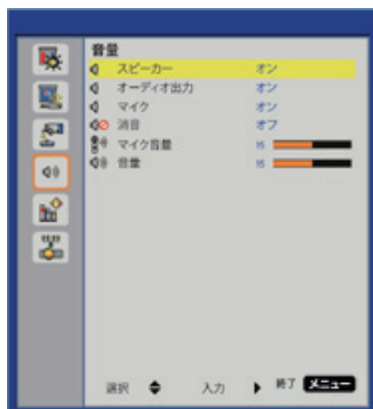 音量
スピーカー オン
オーディオ出力 オン
マイク オン
消音 オフ
マイク音量 15
音量 15
選択 入力 終了 メニュー